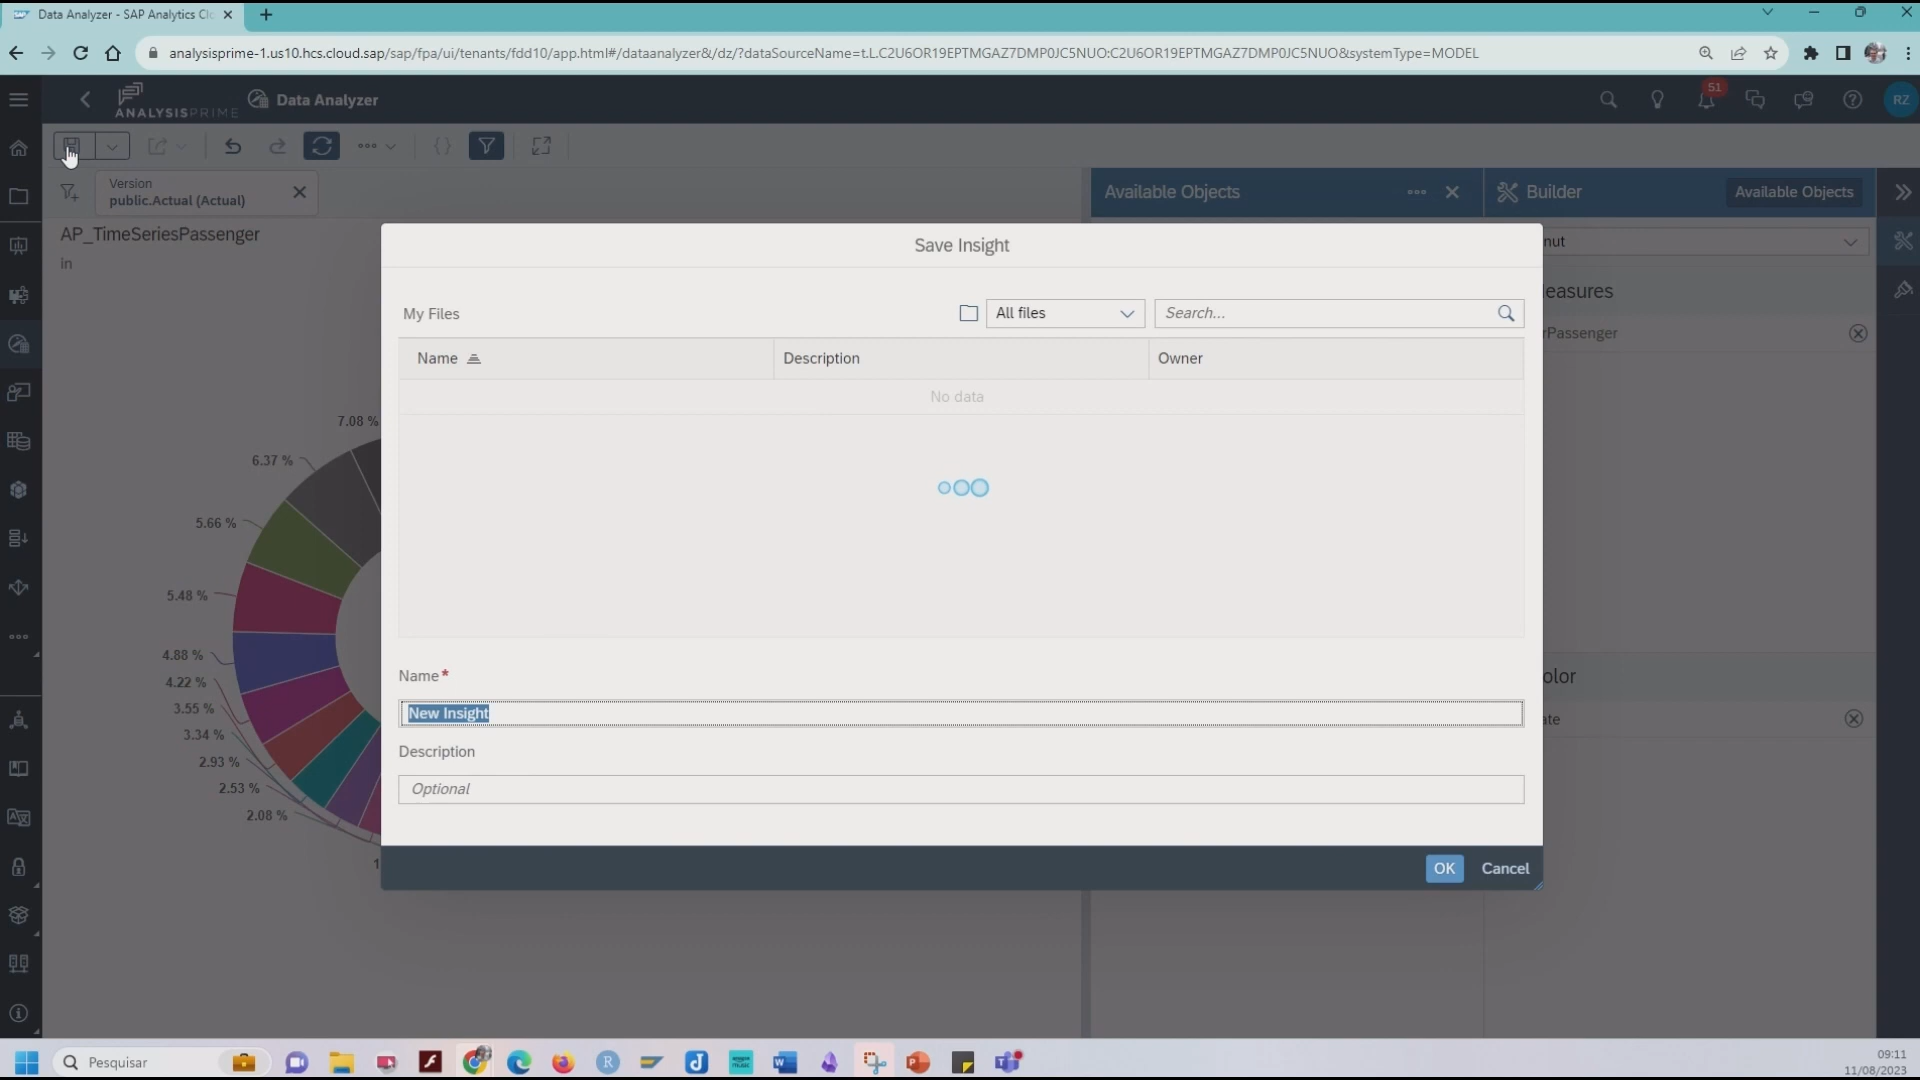 Data Analyzer - SAP Analytics Clo
analysisprime-1.us10.hcs.cloud.sap/sap/fpa/ui/tenants/fdd10/app.html#/dataanalyzer&/dz/?dataSourceName=t.L.C2U6OR19EPTMGAZ7DMP0JC5NUO:C2U6OR19EPTMGAZ7DMP0JC5NUO&systemType=MODEL
ANALYSISPRIME
Data Analyzer
51
RZ
Version
public.Actual (Actual)
Available Objects
Builder
Available Objects
AP_TimeSeriesPassenger
in
Save Insight
nut
My Files
All files
Search...
easures
rPassenger
Name
Description
Owner
No data
7.08 %
6.37 %
5.66 %
5.48 %
4.88 %
4.22 %
3.55 %
3.34 %
2.93 %
2.53 %
2.08 %
1
Name*
New Insight
Description
Optional
olor
ate
OK
Cancel
Pesquisar
09:11
11/08/2023